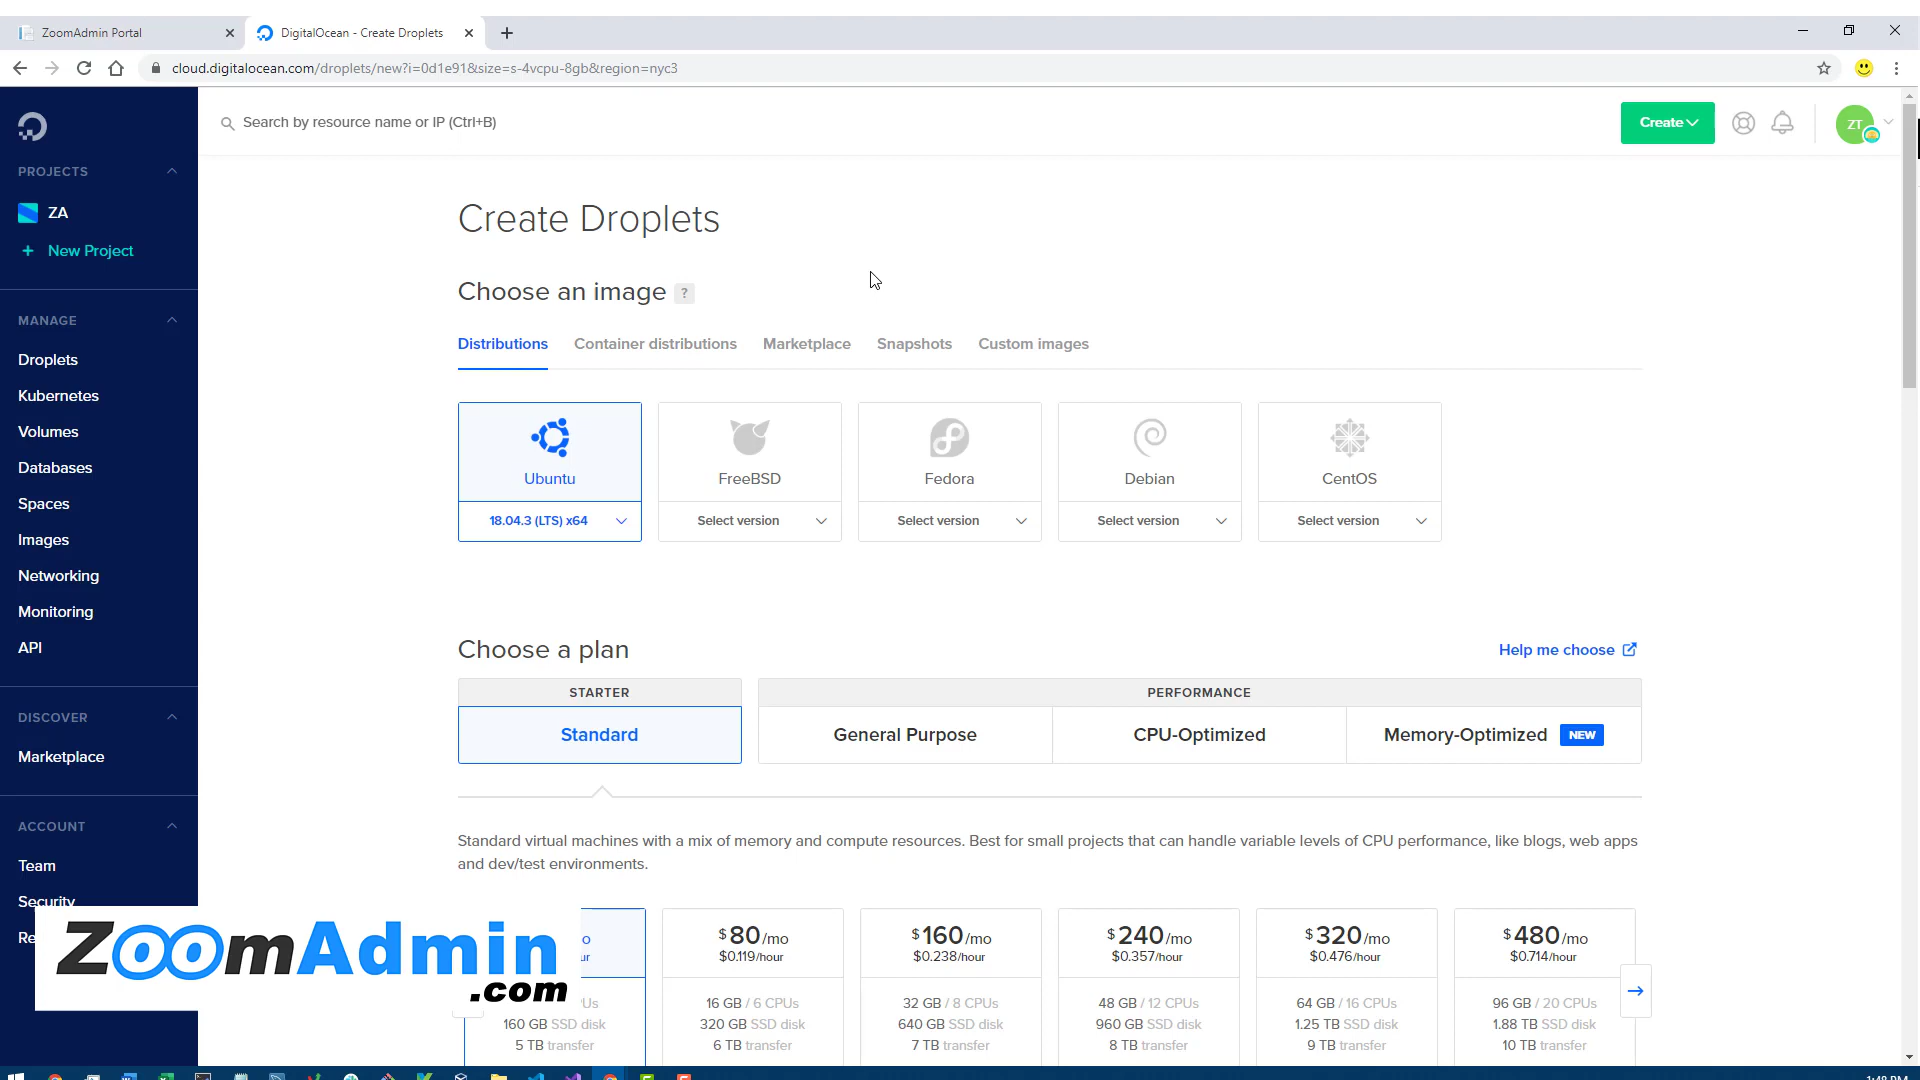 ZoomAdmin Portal
DigitalOcean - Create Droplets
cloud.digitalocean.com/droplets/new?i=0d1e91&size=s-4vcpu-8gb&region=nyc3
Search by resource name or IP (Ctrl+B)
Create
ZT
PROJECTS
ZA
+ New Project
MANAGE
Droplets
Kubernetes
Volumes
Databases
Spaces
Images
Networking
Monitoring
API
DISCOVER
Marketplace
ACCOUNT
Team
Security
Re
Create Droplets
Choose an image ?
Distributions Container distributions Marketplace Snapshots Custom images
Ubuntu FreeBSD Fedora Debian CentOS
18.04.3 (LTS) x64 Select version Select version Select version Select version
Choose a plan
Help me choose
STARTER PERFORMANCE
Standard General Purpose CPU-Optimized Memory-Optimized NEW
Standard virtual machines with a mix of memory and compute resources. Best for small projects that can handle variable levels of CPU performance, like blogs, web apps
and dev/test environments.
$80/mo $160/mo $240/mo $320/mo $480/mo
$0.119/hour $0.238/hour $0.357/hour $0.476/hour $0.714/hour
16 GB / 6 CPUs 32 GB / 8 CPUs 48 GB / 12 CPUs 64 GB / 16 CPUs 96 GB / 20 CPUs
160 GB SSD disk 320 GB SSD disk 640 GB SSD disk 960 GB SSD disk 1.25 TB SSD disk 1.88 TB SSD disk
5 TB transfer 6 TB transfer 7 TB transfer 8 TB transfer 9 TB transfer 10 TB transfer
ZoomAdmin
.com